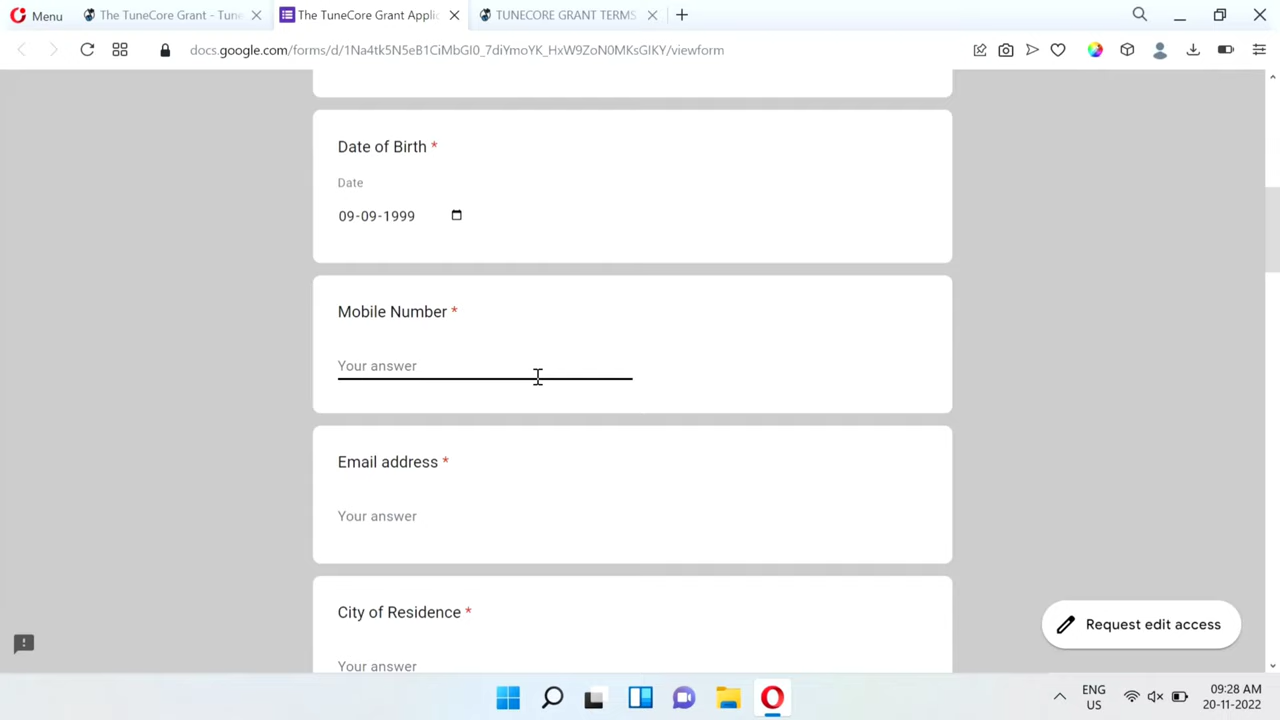 Menu
The TuneCore Grant - Tune
The TuneCore Grant Applic
TUNECORE GRANT TERMS
docs.google.com/forms/d/1Na4tk5N5eB1CiMbGI0_7diYmoYK_HxW9ZoN0MKsGIKY/viewform
Date of Birth *
Date
09-09-1999
Mobile Number *
Your answer
Email address *
Your answer
City of Residence *
Your answer
Request edit access
ENG
US
09:28 AM
20-11-2022